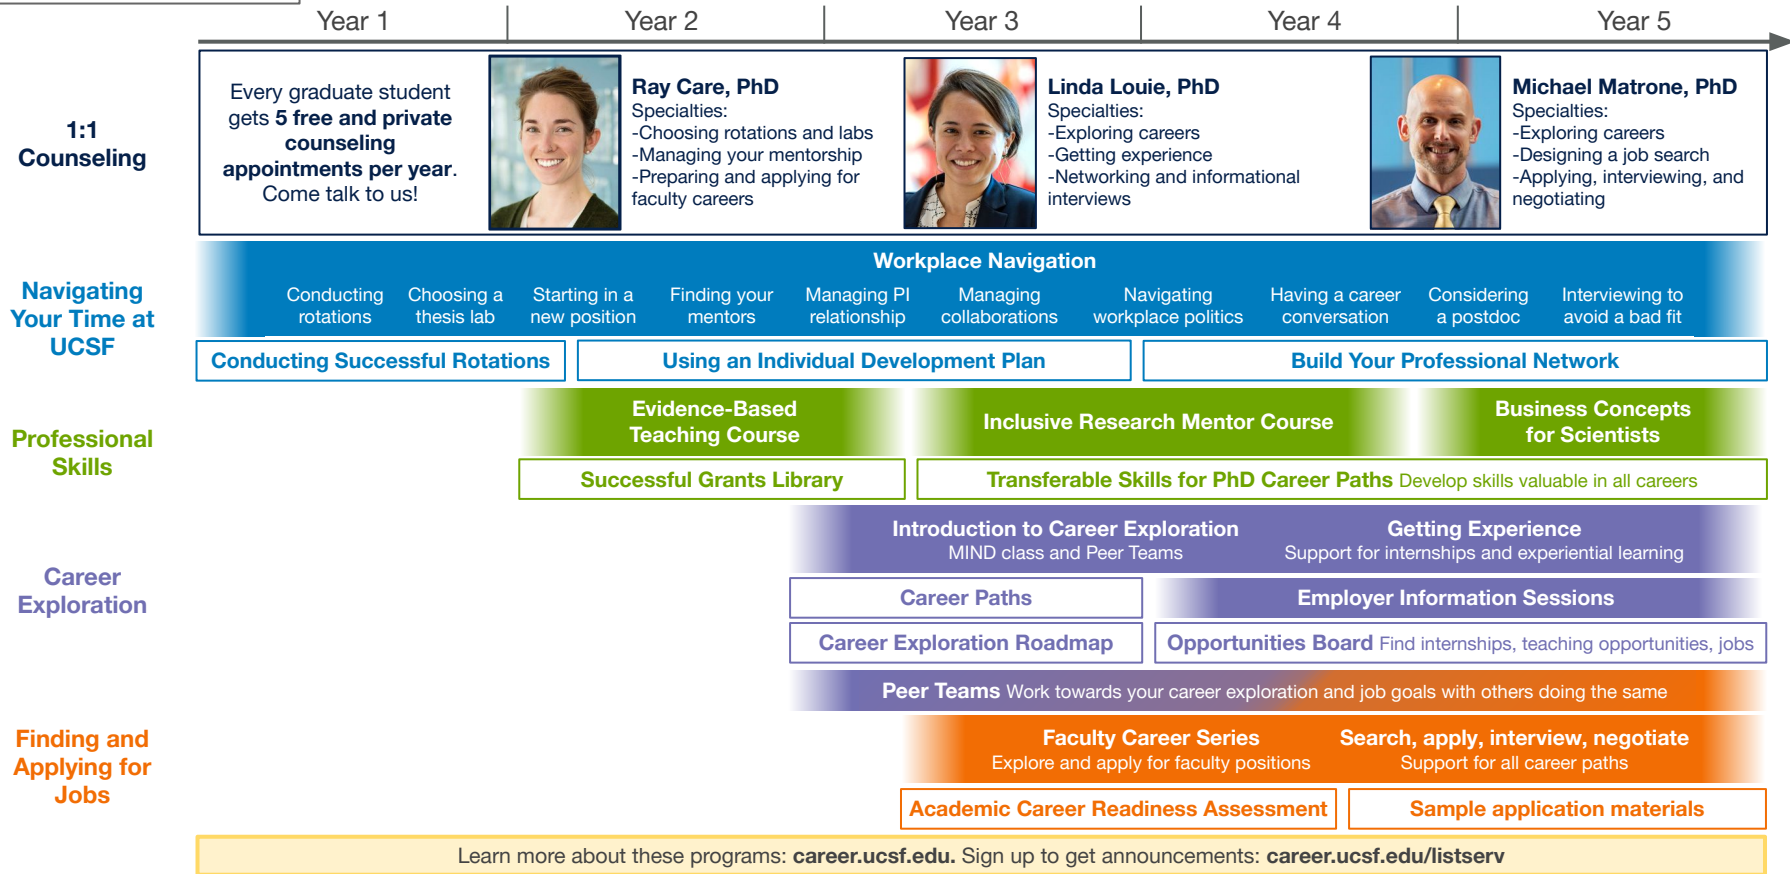 Year 1
Year 2
Year 3
Year 4
Year 5
1:1
Counseling
Every graduate student
gets 5 free and private
counseling
appointments per year.
Come talk to us!
Ray Care, PhD
Specialties:
-Choosing rotations and labs
-Managing your mentorship
-Preparing and applying for
faculty careers
Linda Louie, PhD
Specialties:
-Exploring careers
-Getting experience
-Networking and informational
interviews
Michael Matrone, PhD
Specialties:
-Exploring careers
-Designing a job search
-Applying, interviewing, and
negotiating
Navigating
Your Time at
UCSF
Workplace Navigation
Conducting
rotations
Choosing a
thesis lab
Starting in a
new position
Finding your
mentors
Managing PI
relationship
Managing
collaborations
Navigating
workplace politics
Having a career
conversation
Considering
a postdoc
Interviewing to
avoid a bad fit
Conducting Successful Rotations
Using an Individual Development Plan
Build Your Professional Network
Professional
Skills
Evidence-Based
Teaching Course
Inclusive Research Mentor Course
Business Concepts
for Scientists
Successful Grants Library
Transferable Skills for PhD Career Paths Develop skills valuable in all careers
Career
Exploration
Introduction to Career Exploration
MIND class and Peer Teams
Getting Experience
Support for internships and experiential learning
Career Paths
Employer Information Sessions
Career Exploration Roadmap
Opportunities Board Find internships, teaching opportunities, jobs
Peer Teams Work towards your career exploration and job goals with others doing the same
Finding and
Applying for
Jobs
Faculty Career Series
Explore and apply for faculty positions
Search, apply, interview, negotiate
Support for all career paths
Academic Career Readiness Assessment
Sample application materials
Learn more about these programs: career.ucsf.edu. Sign up to get announcements: career.ucsf.edu/listserv